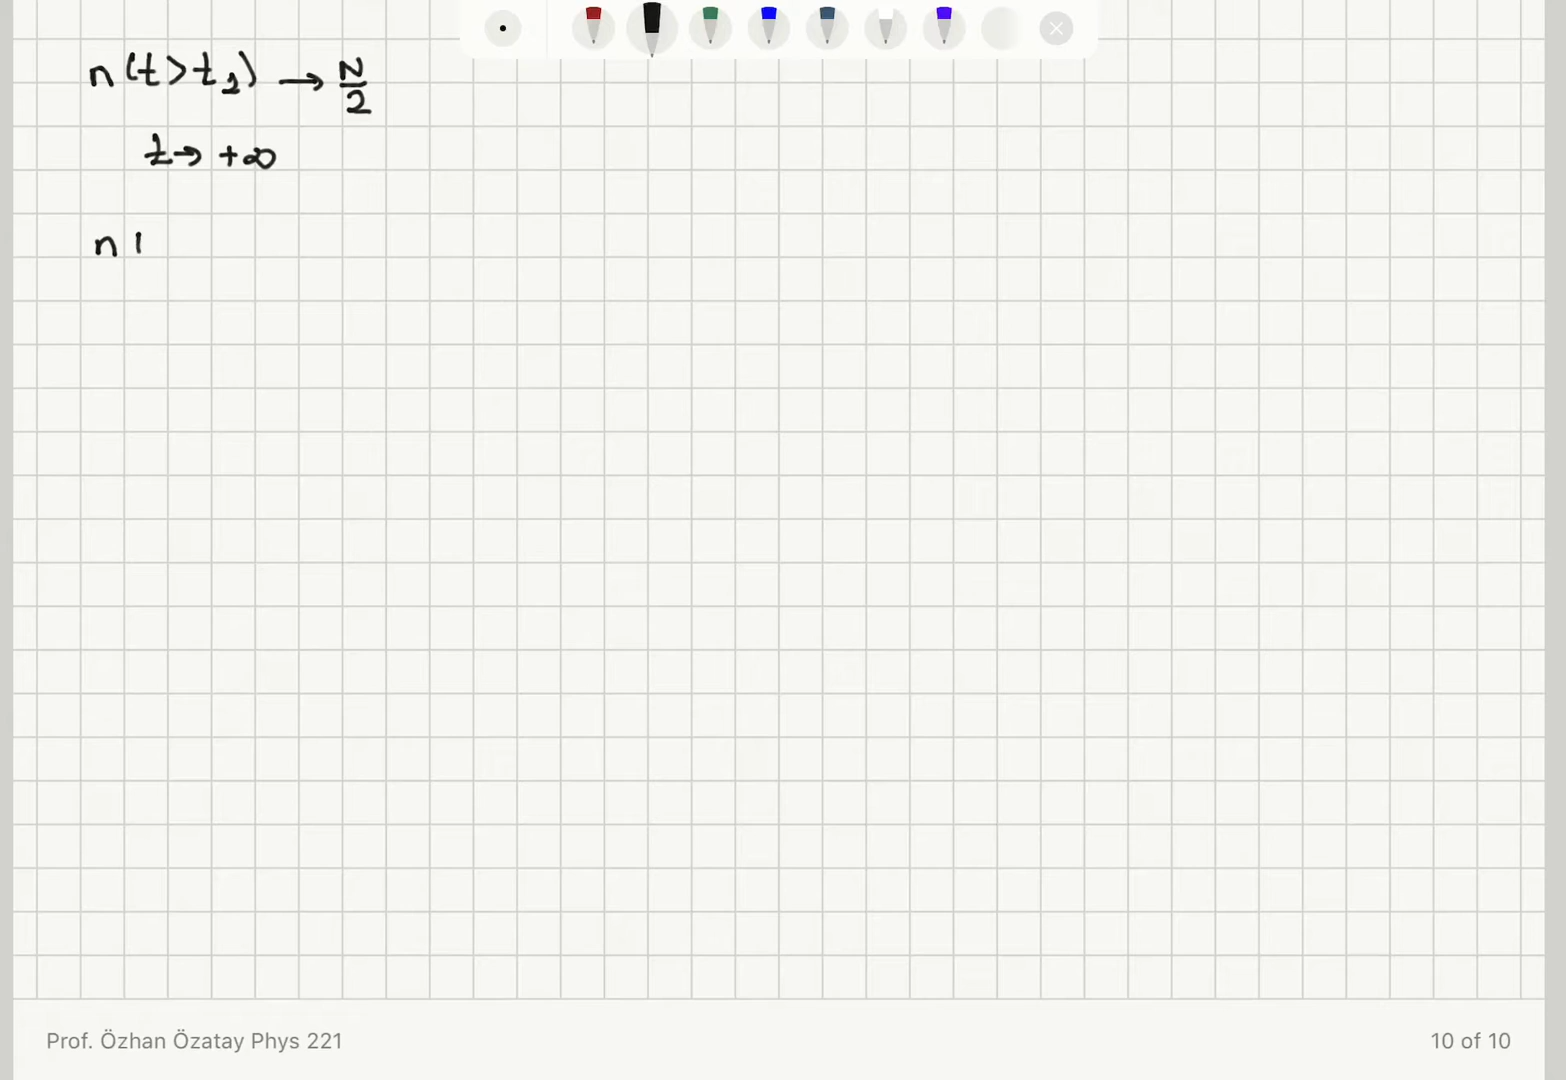 n(t>t₂) → N/2
t → +∞
n (
Prof. Özhan Özatay Phys 221
10 of 10